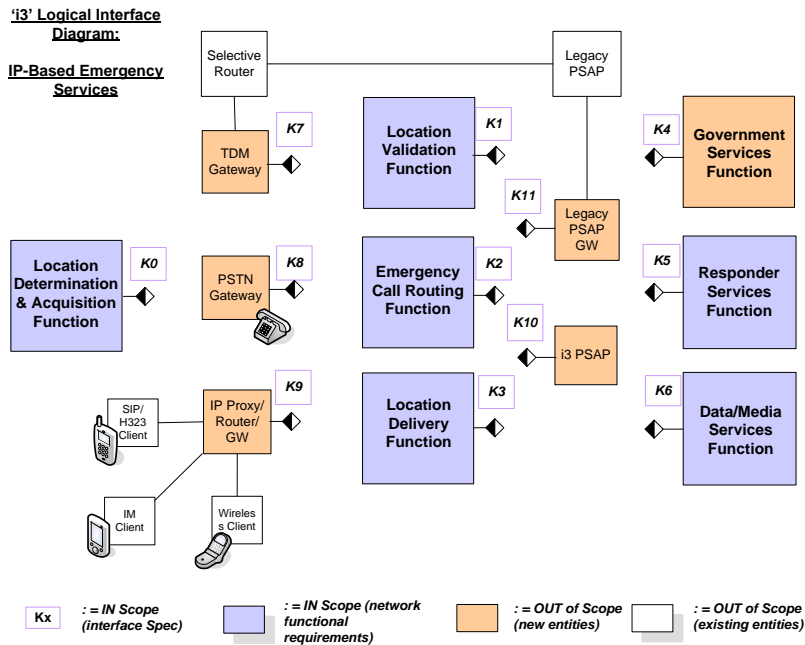 'i3' Logical Interface
Diagram:
IP-Based Emergency
Services
Selective
Router
Legacy
PSAP
K7
TDM
Gateway
Location
Validation
Function
K1
K4
Government
Services
Function
K11
Legacy
PSAP
GW
Location
Determination
& Acquisition
Function
K0
PSTN
Gateway
K8
Emergency
Call Routing
Function
K2
K5
Responder
Services
Function
K10
i3 PSAP
SIP/
H323
Client
IP Proxy/
Router/
GW
K9
Location
Delivery
Function
K3
K6
Data/Media
Services
Function
IM
Client
Wireles
s Client
Kx
: = IN Scope
(interface Spec)
: = IN Scope (network
functional
requirements)
: = OUT of Scope
(new entities)
: = OUT of Scope
(existing entities)